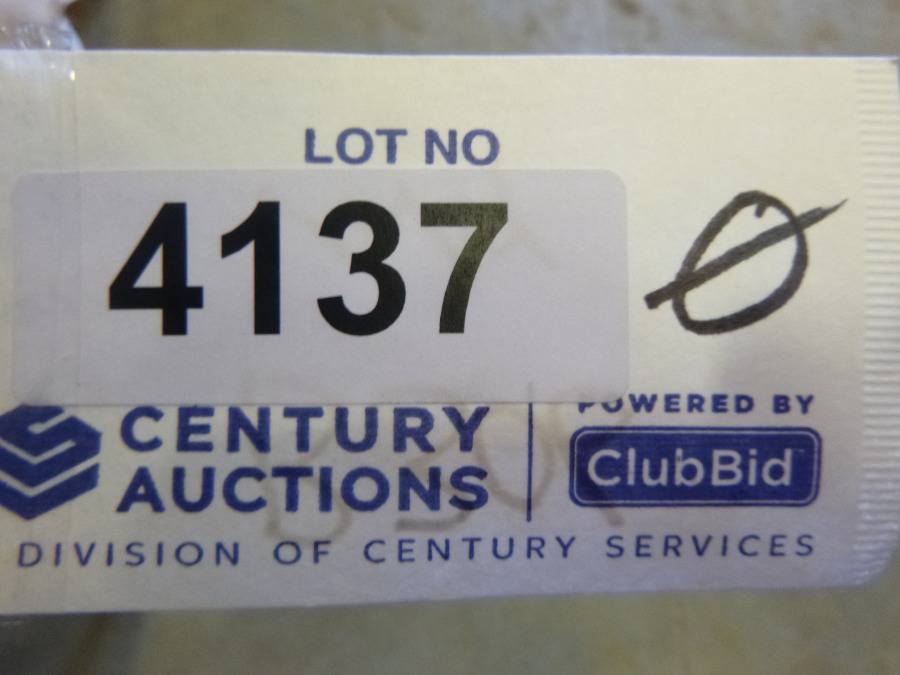 LOT NO
4137 Ø
CENTURY
AUCTIONS
POWERED BY
ClubBid
DIVISION OF CENTURY SERVICES